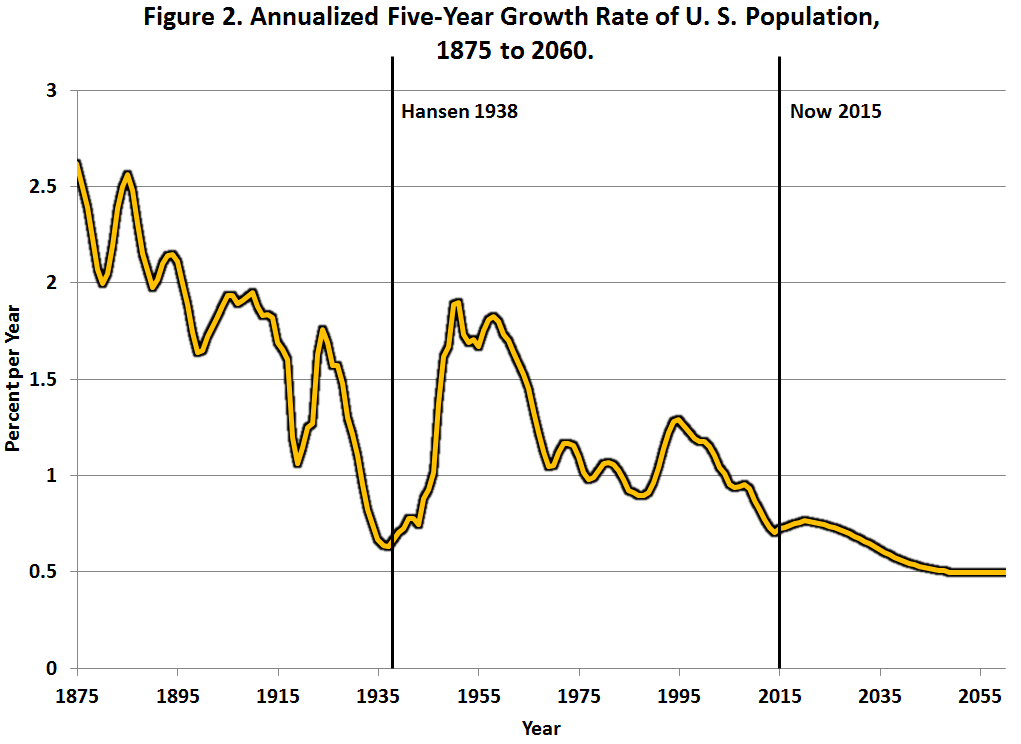 Figure 2. Annualized Five-Year Growth Rate of U. S. Population,
1875 to 2060.
Hansen 1938
Now 2015
Percent per Year
3
2.5
2
1.5
1
0.5
0
1875 1895 1915 1935 1955 1975 1995 2015 2035 2055
Year